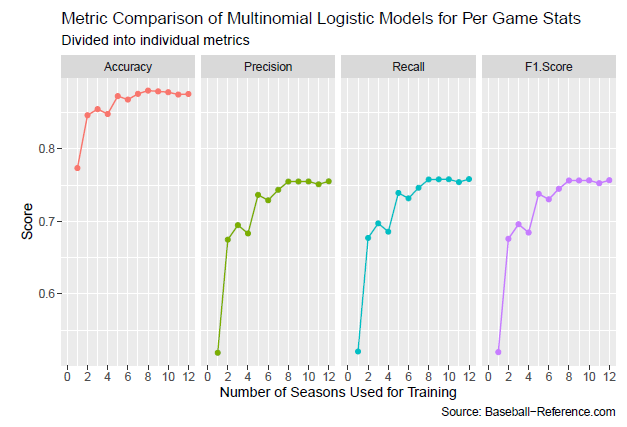 Metric Comparison of Multinomial Logistic Models for Per Game Stats
Divided into individual metrics
Accuracy Precision Recall F1.Score
0.8
0.7
0.6
Score
0 2 4 6 8 10 12 0 2 4 6 8 10 12 0 2 4 6 8 10 12 0 2 4 6 8 10 12
Number of Seasons Used for Training
Source: Baseball−Reference.com